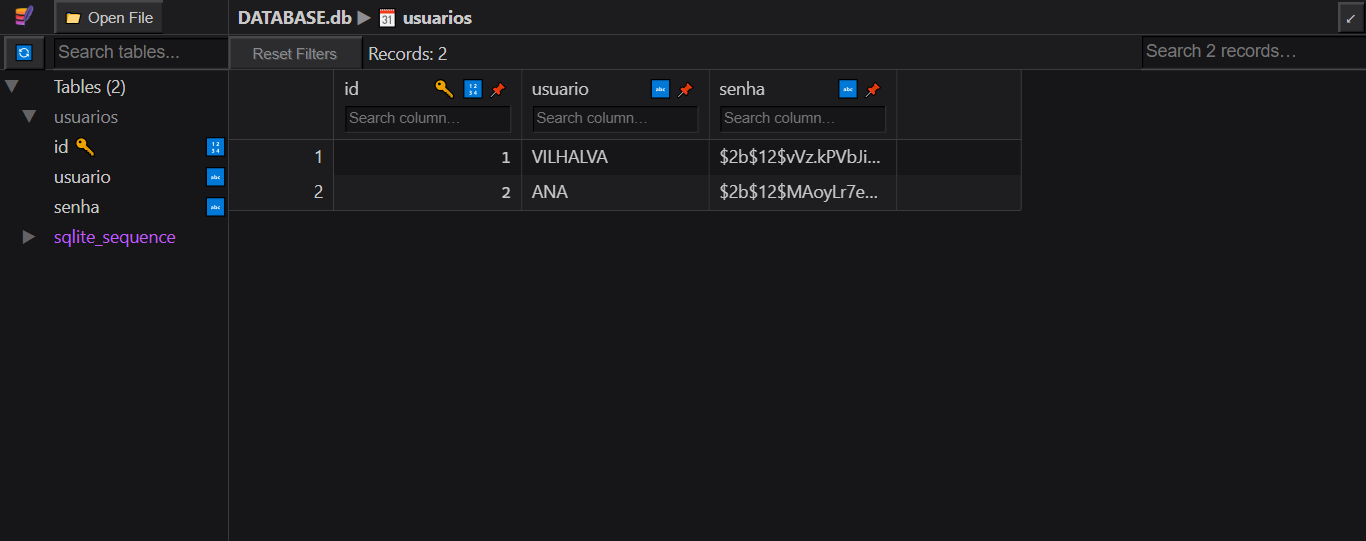 Open File
DATABASE.db ▶ usuarios
Search tables...
Reset Filters
Records: 2
Search 2 records...
Tables (2)
usuarios
id
usuario
senha
sqlite_sequence
id usuario senha
Search column... Search column... Search column...
1 1 VILHALVA $2b$12$vVz.kPVbJi...
2 2 ANA $2b$12$MAoyLr7e...